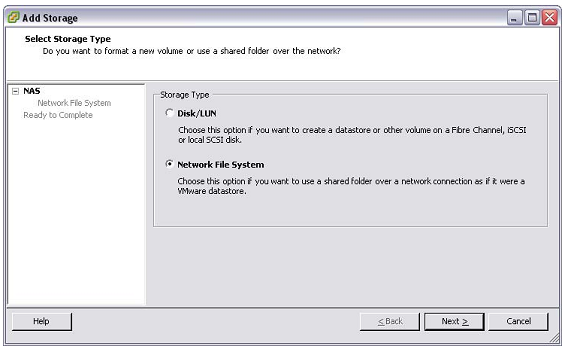 Add Storage
Select Storage Type
Do you want to format a new volume or use a shared folder over the network?
NAS
Network File System
Ready to Complete
Storage Type
Disk/LUN
Choose this option if you want to create a datastore or other volume on a Fibre Channel, iSCSI
or local SCSI disk.
Network File System
Choose this option if you want to use a shared folder over a network connection as if it were a
VMware datastore.
Help
< Back
Next >
Cancel